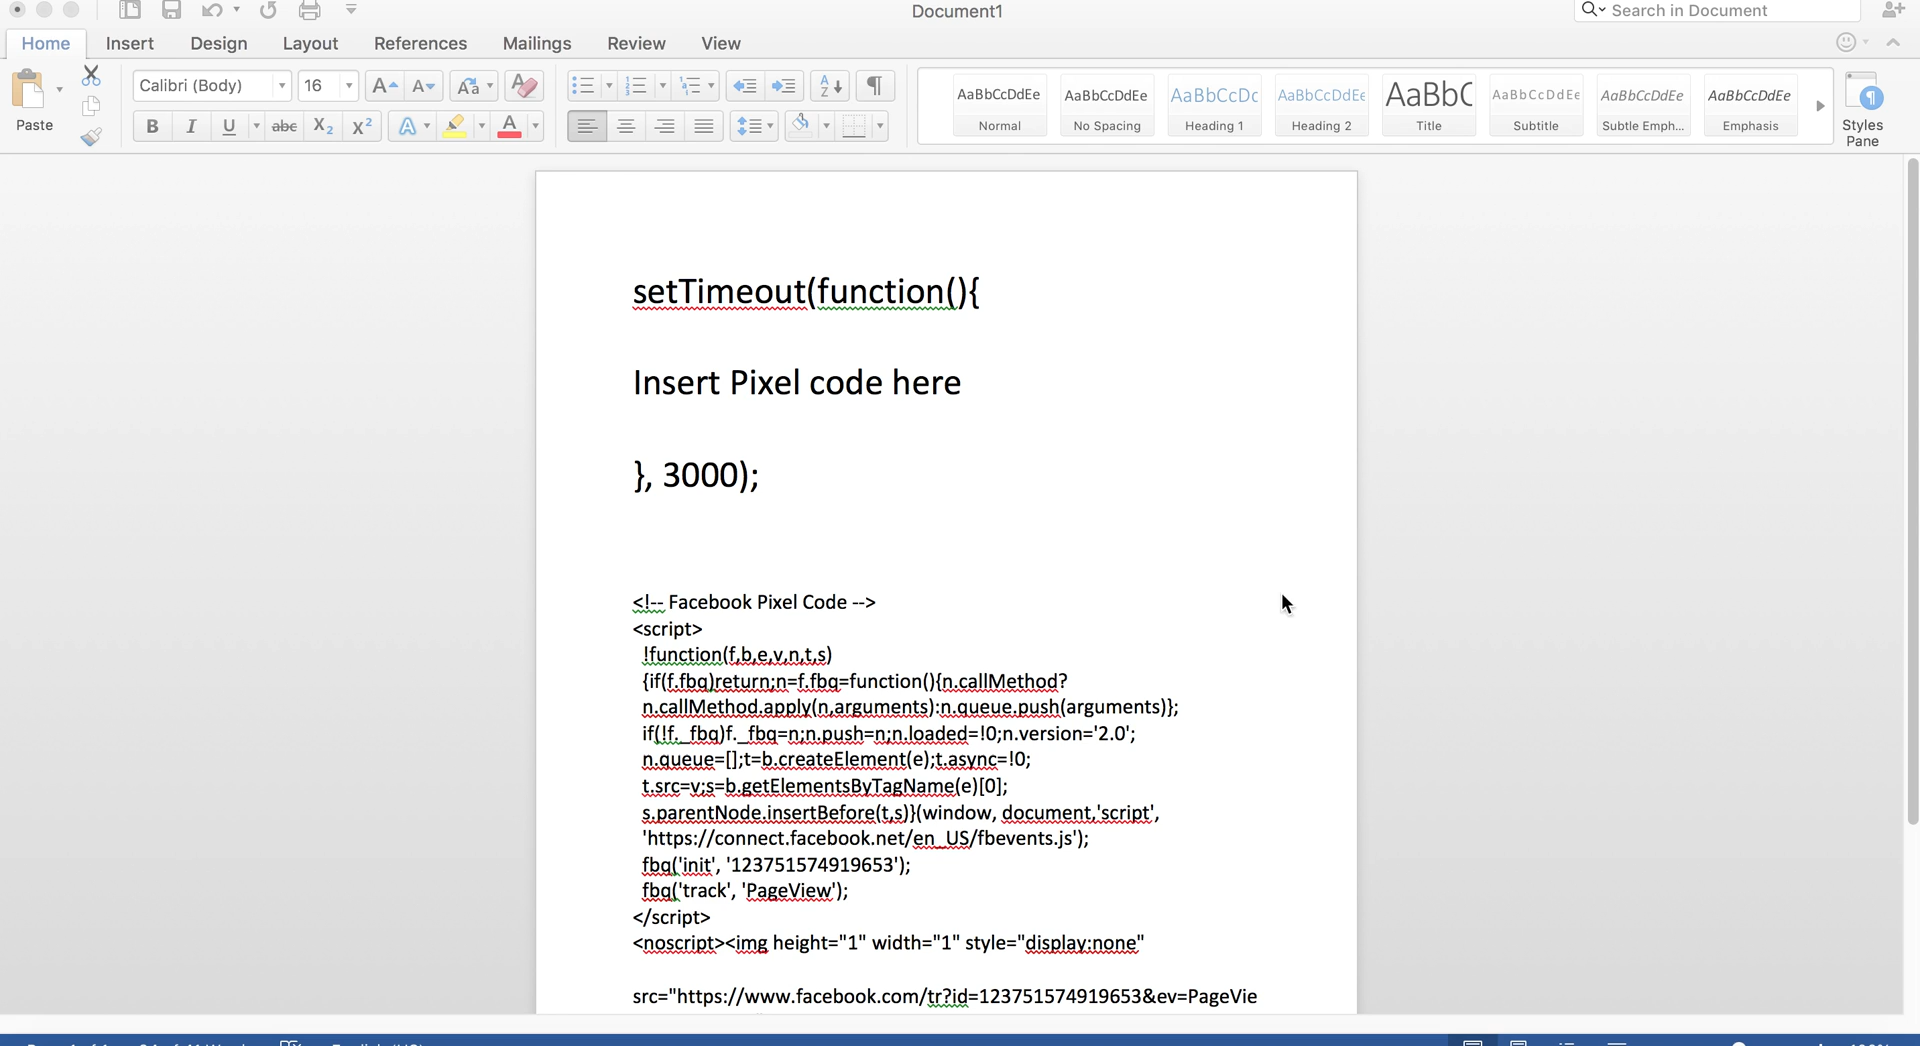 Document1
Search in Document
Home Insert Design Layout References Mailings Review View
Paste
Calibri (Body) 16
AaBbCcDdEe AaBbCcDdEe AaBbCcDc AaBbCcDdEe AaBbC AaBbCcDdEe AaBbCcDdEe AaBbCcDdEe
Normal No Spacing Heading 1 Heading 2 Title Subtitle Subtle Emph... Emphasis
Styles
Pane
B I U abc X2 X2 A A
setTimeout(function(){
Insert Pixel code here
}, 3000);
<!-- Facebook Pixel Code -->
<script>
!function(f,b,e,v,n,t,s)
{if(f.fbq)return;n=f.fbq=function(){n.callMethod?
n.callMethod.apply(n,arguments):n.queue.push(arguments)};
if(!f._fbq)f._fbq=n;n.push=n;n.loaded=!0;n.version='2.0';
n.queue=[];t=b.createElement(e);t.async=!0;
t.src=v;s=b.getElementsByTagName(e)[0];
s.parentNode.insertBefore(t,s)}(window, document,'script',
'https://connect.facebook.net/en_US/fbevents.js');
fbq('init', '123751574919653');
fbq('track', 'PageView');
</script>
<noscript><img height="1" width="1" style="display:none"
src="https://www.facebook.com/tr?id=123751574919653&ev=PageVie